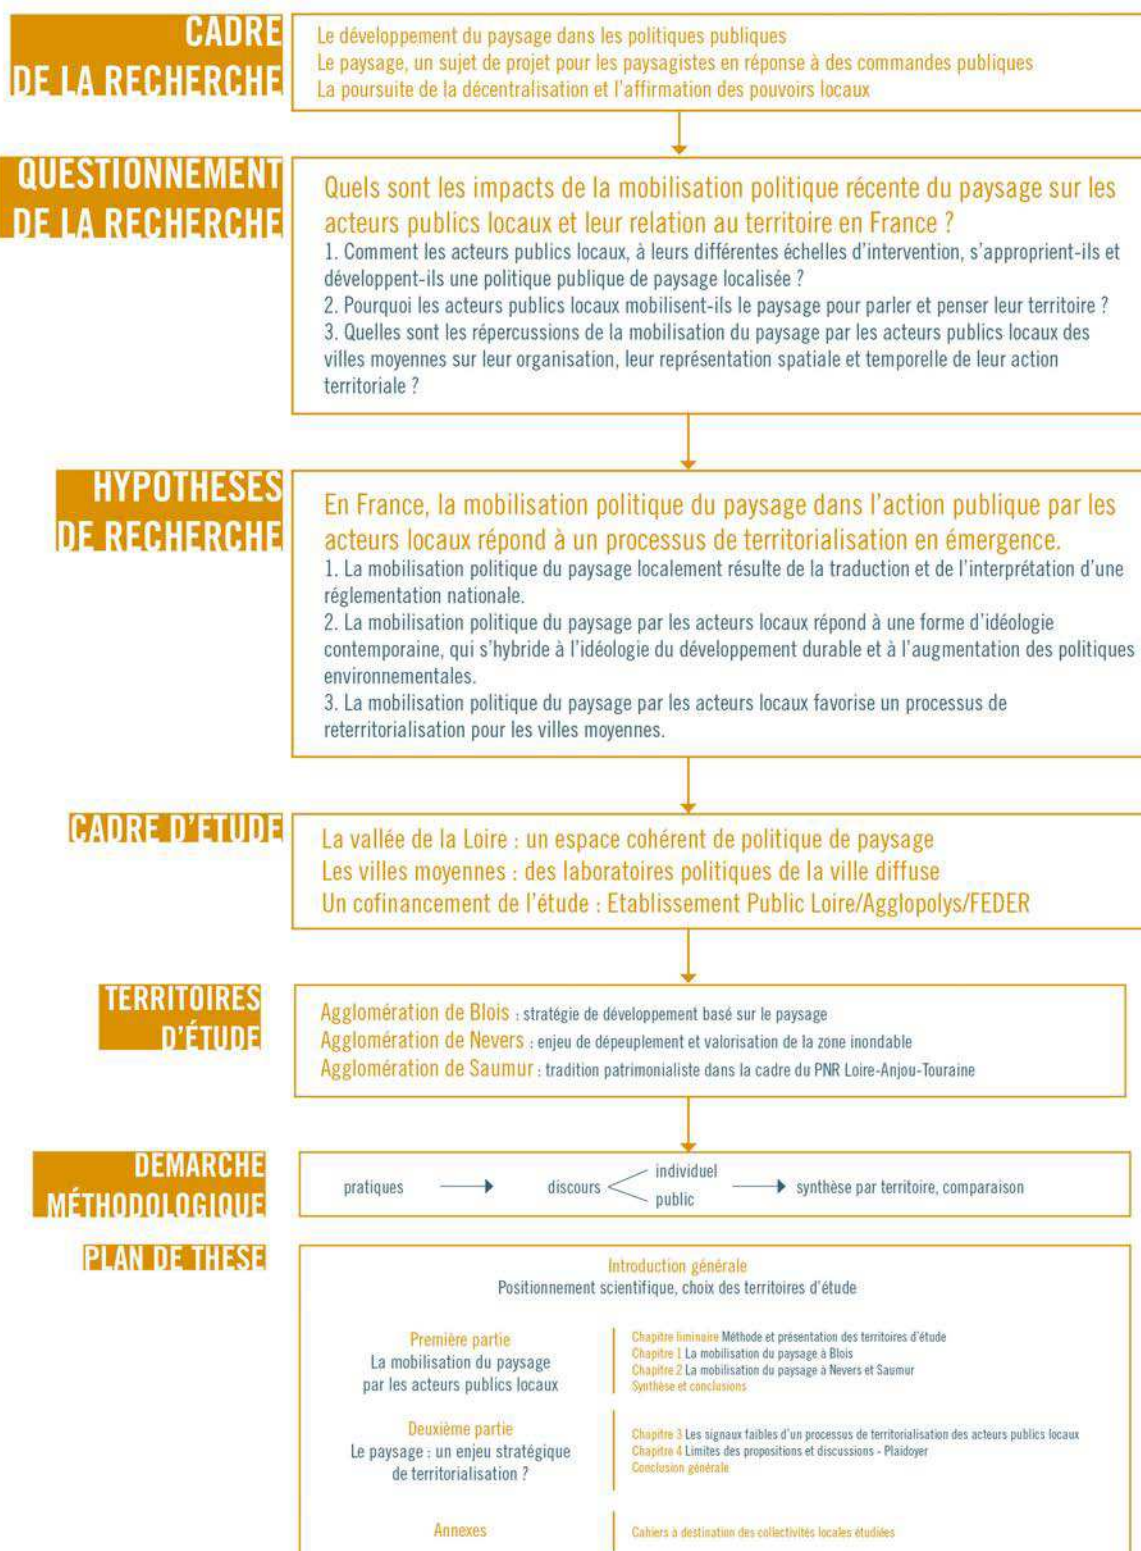 CADRE
DE LA RECHERCHE
Le développement du paysage dans les politiques publiques
Le paysage, un sujet de projet pour les paysagistes en réponse à des commandes publiques
La poursuite de la décentralisation et l'affirmation des pouvoirs locaux
QUESTIONNEMENT
DE LA RECHERCHE
Quels sont les impacts de la mobilisation politique récente du paysage sur les
acteurs publics locaux et leur relation au territoire en France ?
1. Comment les acteurs publics locaux, à leurs différentes échelles d'intervention, s'approprient-ils et
développent-ils une politique publique de paysage localisée ?
2. Pourquoi les acteurs publics locaux mobilisent-ils le paysage pour parler et penser leur territoire ?
3. Quelles sont les répercussions de la mobilisation du paysage par les acteurs publics locaux des
villes moyennes sur leur organisation, leur représentation spatiale et temporelle de leur action
territoriale ?
HYPOTHESES
DE RECHERCHE
En France, la mobilisation politique du paysage dans l'action publique par les
acteurs locaux répond à un processus de territorialisation en émergence.
1. La mobilisation politique du paysage localement résulte de la traduction et de l'interprétation d'une
réglementation nationale.
2. La mobilisation politique du paysage par les acteurs locaux répond à une forme d'idéologie
contemporaine, qui s'hybride à l'idéologie du développement durable et à l'augmentation des politiques
environnementales.
3. La mobilisation politique du paysage par les acteurs locaux favorise un processus de
reterritorialisation pour les villes moyennes.
CADRE D'ETUDE
La vallée de la Loire : un espace cohérent de politique de paysage
Les villes moyennes : des laboratoires politiques de la ville diffuse
Un cofinancement de l'étude : Etablissement Public Loire/Agglopolys/FEDER
TERRITOIRES
D'ÉTUDE
Agglomération de Blois : stratégie de développement basé sur le paysage
Agglomération de Nevers : enjeu de dépeuplement et valorisation de la zone inondable
Agglomération de Saumur : tradition patrimonialiste dans la cadre du PNR Loire-Anjou-Touraine
DEMARCHE
MÉTHODOLOGIQUE
pratiques
discours
individuel
public
synthèse par territoire, comparaison
PLAN DE THESE
Introduction générale
Positionnement scientifique, choix des territoires d'étude
Première partie
La mobilisation du paysage
par les acteurs publics locaux
Chapitre liminaire Méthode et présentation des territoires d'étude
Chapitre 1 La mobilisation du paysage à Blois
Chapitre 2 La mobilisation du paysage à Nevers et Saumur
Synthèse et conclusions
Deuxième partie
Le paysage : un enjeu stratégique
de territorialisation ?
Chapitre 3 Les signaux faibles d'un processus de territorialisation des acteurs publics locaux
Chapitre 4 Limites des propositions et discussions - Plaidoyer
Conclusion générale
Annexes
Cahiers à destination des collectivités locales étudiées